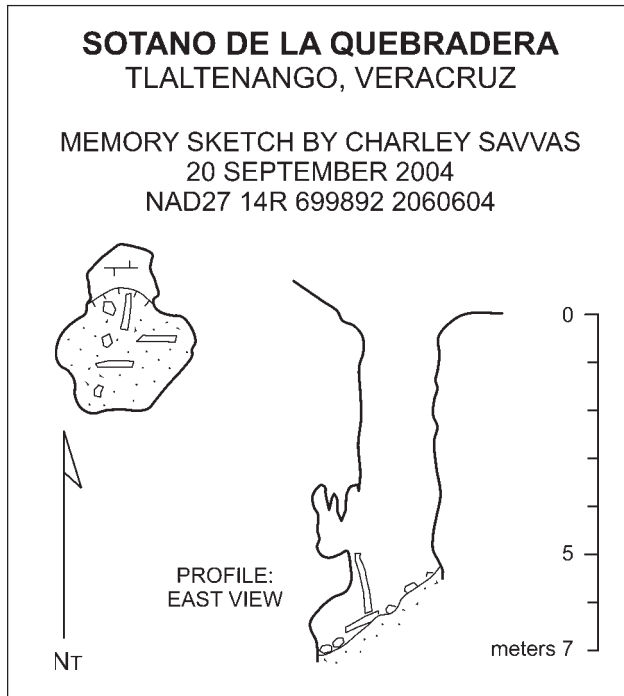 SOTANO DE LA QUEBRADERA
TLALTENANGO, VERACRUZ
MEMORY SKETCH BY CHARLEY SAVVAS
20 SEPTEMBER 2004
NAD27 14R 699892 2060604
0
5
PROFILE:
EAST VIEW
meters 7
NT